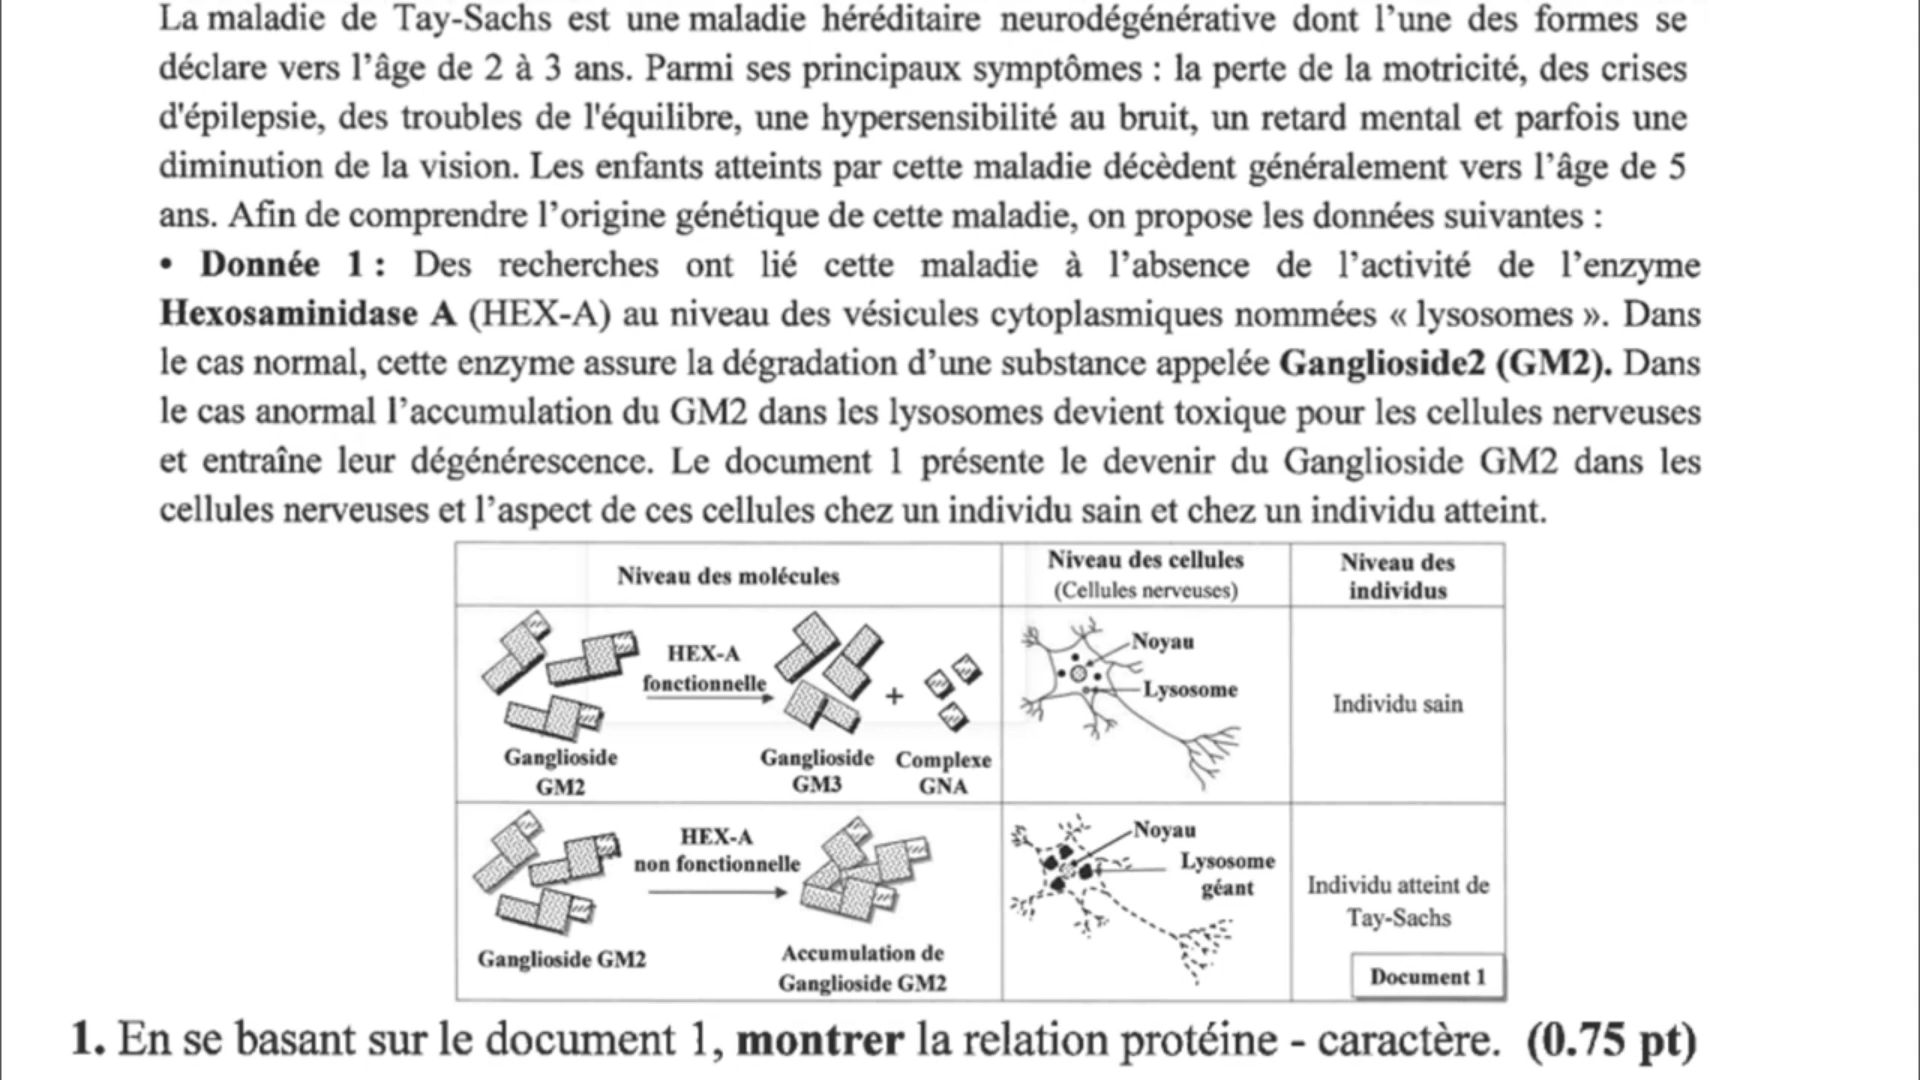 La maladie de Tay-Sachs est une maladie héréditaire neurodégénérative dont l’une des formes se
déclare vers l’âge de 2 à 3 ans. Parmi ses principaux symptômes : la perte de la motricité, des crises
d'épilepsie, des troubles de l'équilibre, une hypersensibilité au bruit, un retard mental et parfois une
diminution de la vision. Les enfants atteints par cette maladie décèdent généralement vers l’âge de 5
ans. Afin de comprendre l’origine génétique de cette maladie, on propose les données suivantes :
• Donnée 1 : Des recherches ont lié cette maladie à l’absence de l’activité de l’enzyme
Hexosaminidase A (HEX-A) au niveau des vésicules cytoplasmiques nommées « lysosomes ». Dans
le cas normal, cette enzyme assure la dégradation d’une substance appelée Ganglioside2 (GM2). Dans
le cas anormal l’accumulation du GM2 dans les lysosomes devient toxique pour les cellules nerveuses
et entraîne leur dégénérescence. Le document 1 présente le devenir du Ganglioside GM2 dans les
cellules nerveuses et l’aspect de ces cellules chez un individu sain et chez un individu atteint.
Niveau des molécules
Niveau des cellules
(Cellules nerveuses)
Niveau des
individus
HEX-A
fonctionnelle
+
Ganglioside
GM2
Ganglioside
GM3
Complexe
GNA
Noyau
Lysosome
Individu sain
HEX-A
non fonctionnelle
Ganglioside GM2
Accumulation de
Ganglioside GM2
Noyau
Lysosome
géant
Individu atteint de
Tay-Sachs
Document 1
1. En se basant sur le document 1, montrer la relation protéine - caractère. (0.75 pt)